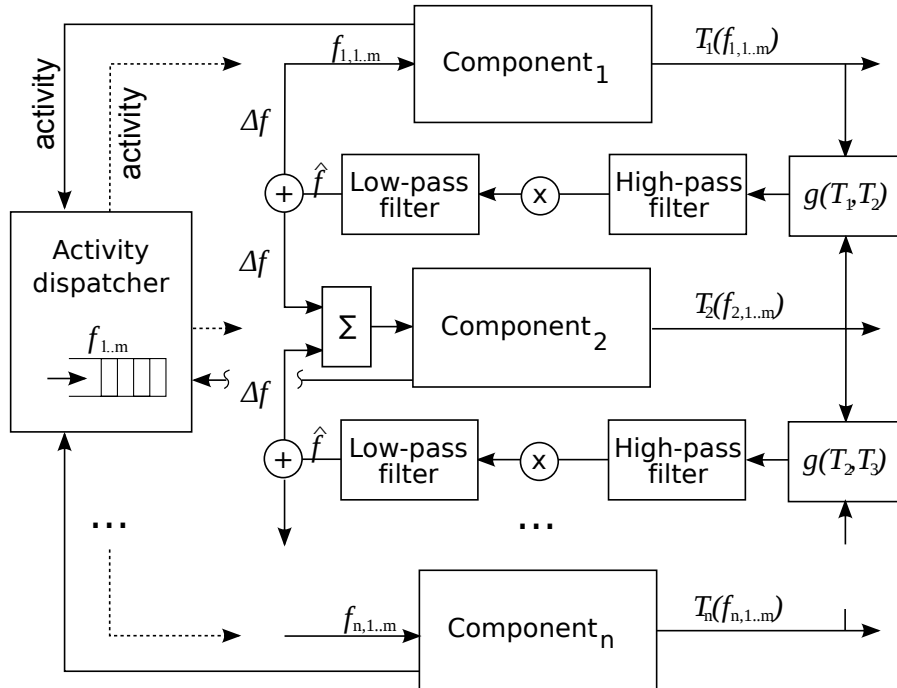 f1,1..m
Component1
T1(f1,1..m)
activity
activity
Δf
+
f̂
Low-pass
filter
x
High-pass
filter
g(T1,T2)
Activity
dispatcher
f1..m
Δf
Σ
Component2
T2(f2,1..m)
Δf
+
f̂
Low-pass
filter
x
High-pass
filter
g(T2,T3)
...
...
fn,1..m
Componentn
Tn(fn,1..m)